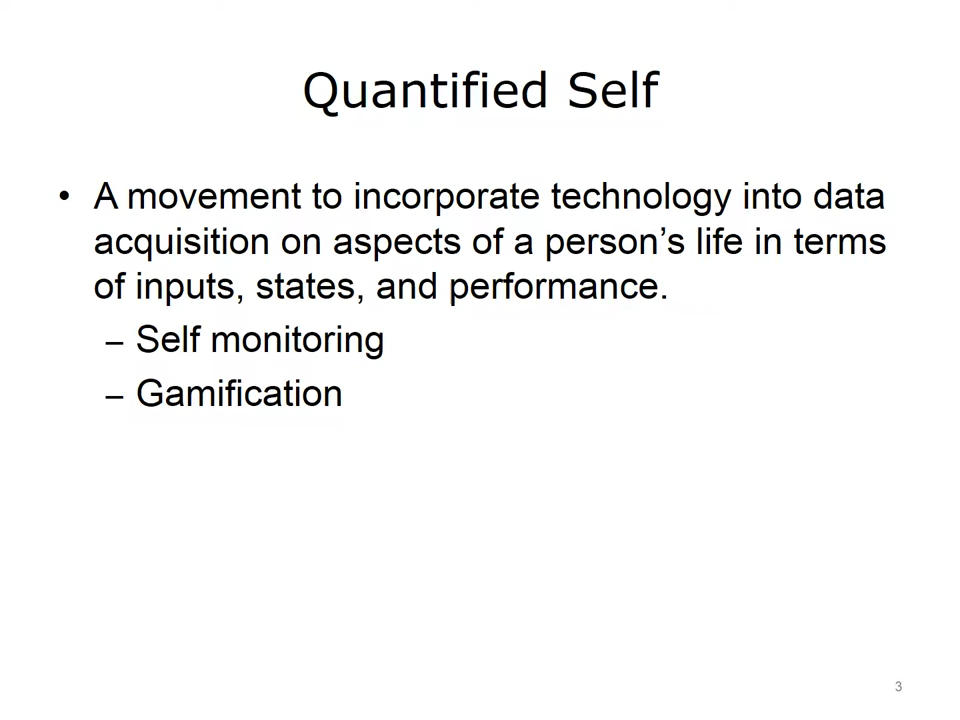 Quantified Self
• A movement to incorporate technology into data
acquisition on aspects of a person’s life in terms
of inputs, states, and performance.
– Self monitoring
– Gamification
3